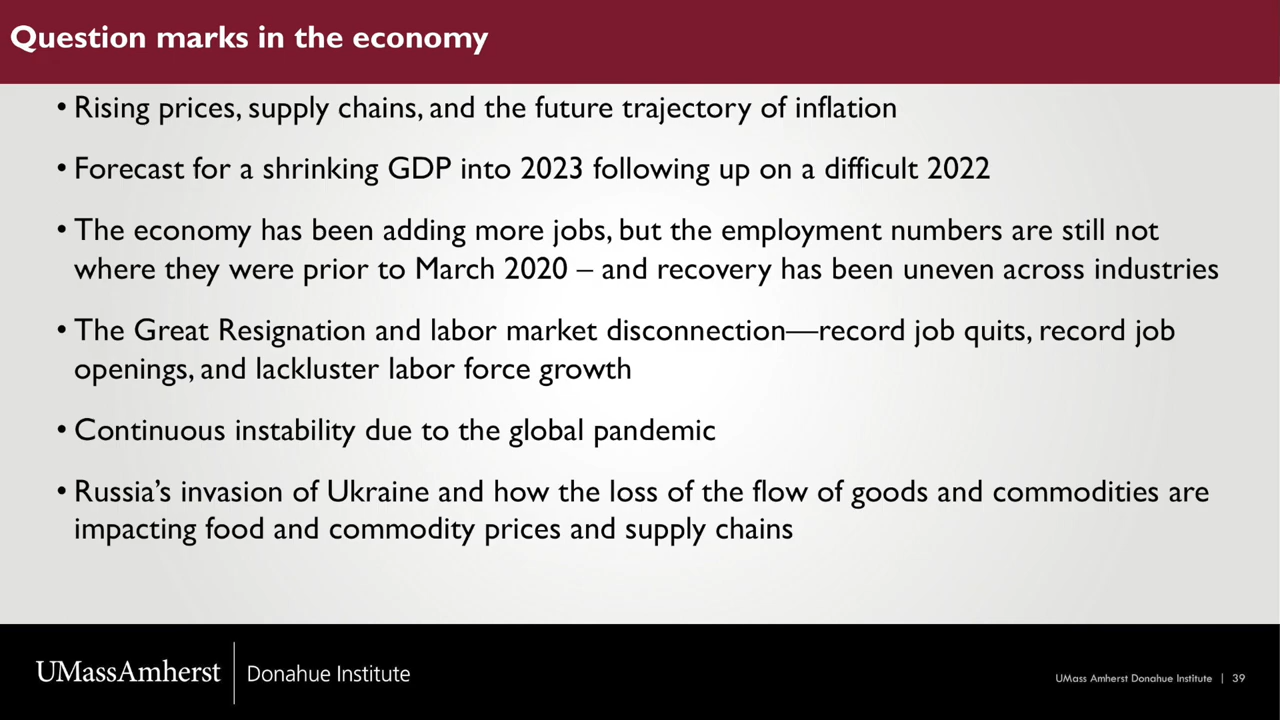 Question marks in the economy
• Rising prices, supply chains, and the future trajectory of inflation
• Forecast for a shrinking GDP into 2023 following up on a difficult 2022
• The economy has been adding more jobs, but the employment numbers are still not
where they were prior to March 2020 – and recovery has been uneven across industries
• The Great Resignation and labor market disconnection—record job quits, record job
openings, and lackluster labor force growth
• Continuous instability due to the global pandemic
• Russia’s invasion of Ukraine and how the loss of the flow of goods and commodities are
impacting food and commodity prices and supply chains
UMassAmherst | Donahue Institute
UMass Amherst Donahue Institute | 39